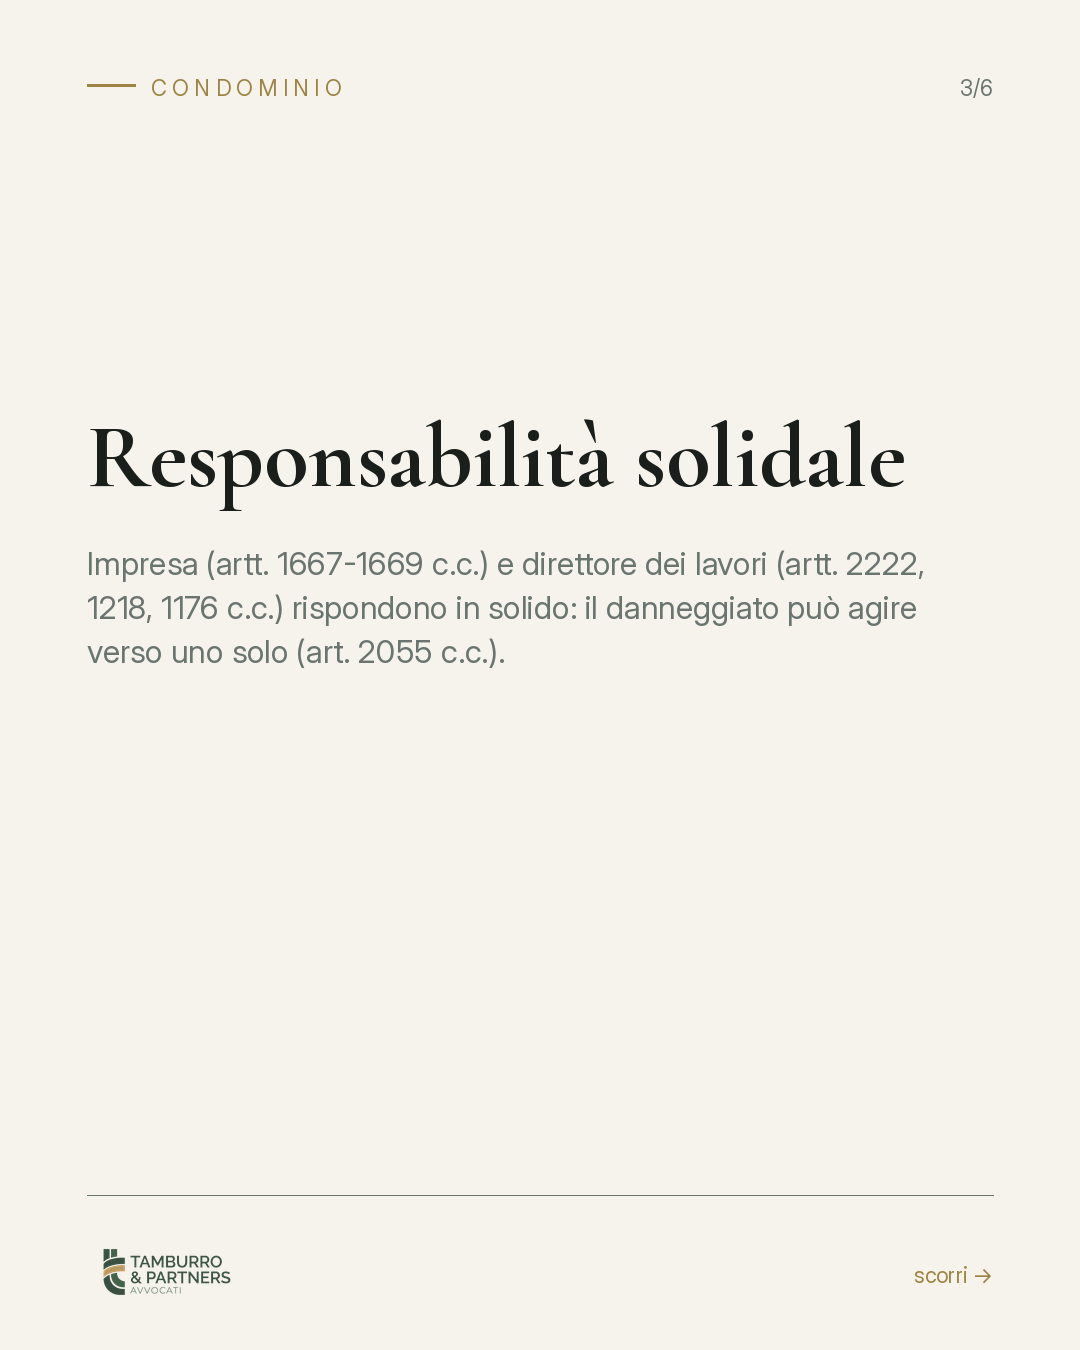 CONDOMINIO
3/6
Responsabilità solidale
Impresa (artt. 1667-1669 c.c.) e direttore dei lavori (artt. 2222,
1218, 1176 c.c.) rispondono in solido: il danneggiato può agire
verso uno solo (art. 2055 c.c.).
TAMBURRO
& PARTNERS
AVVOCATI
scorri →